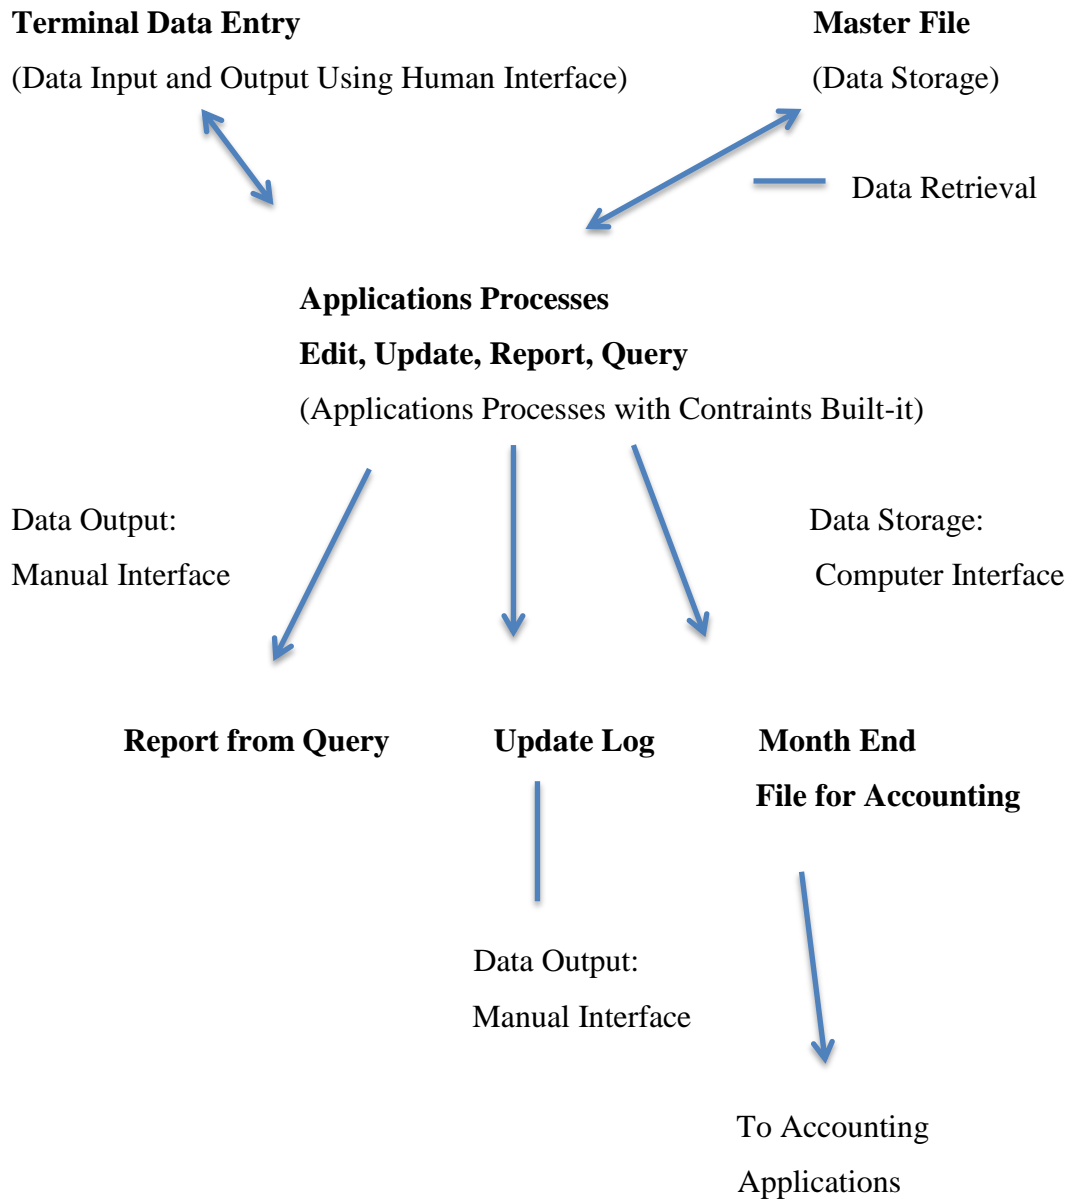 Terminal Data Entry
Master File
(Data Input and Output Using Human Interface)
(Data Storage)
Data Retrieval
Applications Processes
Edit, Update, Report, Query
(Applications Processes with Contraints Built-it)
Data Output:
Manual Interface
Data Storage:
Computer Interface
Report from Query
Update Log
Month End
File for Accounting
Data Output:
Manual Interface
To Accounting
Applications